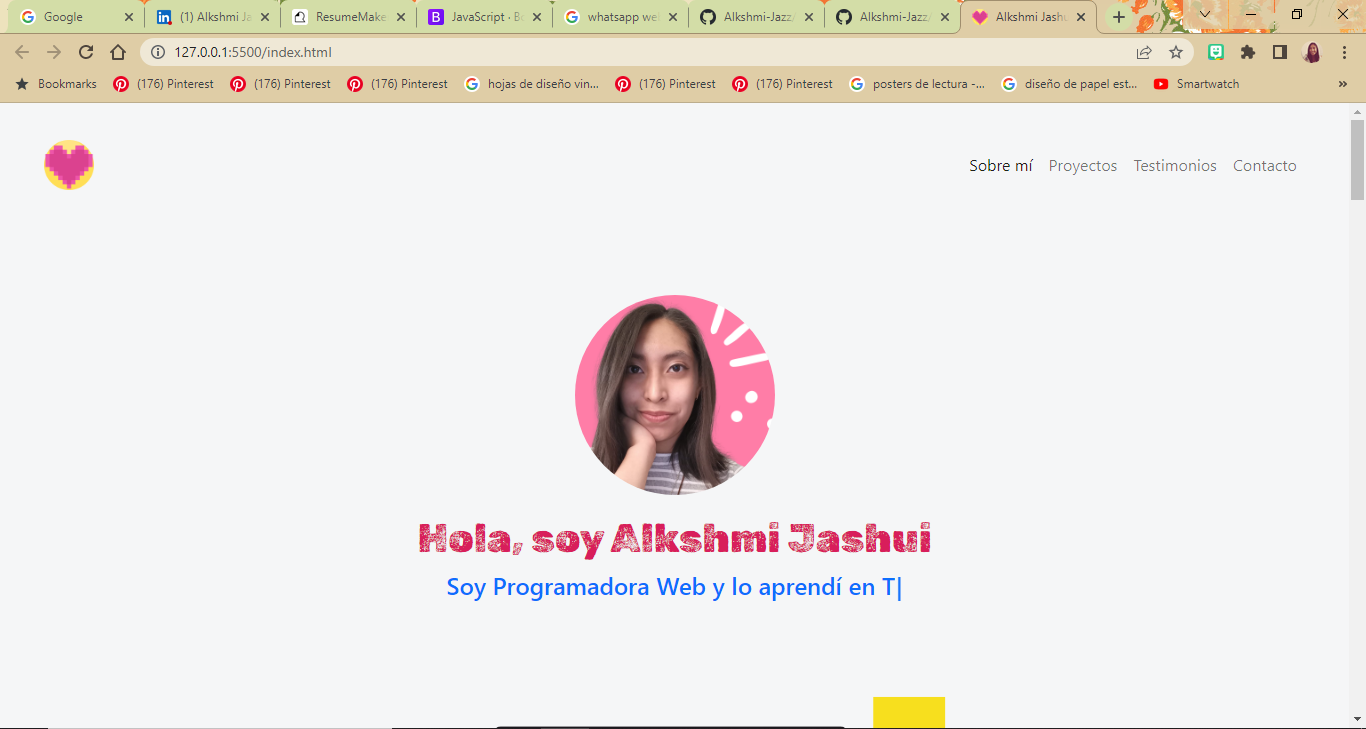 Google
(1) Alkshmi Ja
ResumeMake
JavaScript · Bo
whatsapp web
Alkshmi-Jazz/
Alkshmi-Jazz/
Alkshmi Jashu
127.0.0.1:5500/index.html
Bookmarks
(176) Pinterest
(176) Pinterest
(176) Pinterest
hojas de diseño vin...
(176) Pinterest
(176) Pinterest
posters de lectura -...
diseño de papel est...
Smartwatch
»
Sobre mí
Proyectos
Testimonios
Contacto
Hola, soy Alkshmi Jashui
Soy Programadora Web y lo aprendí en T|